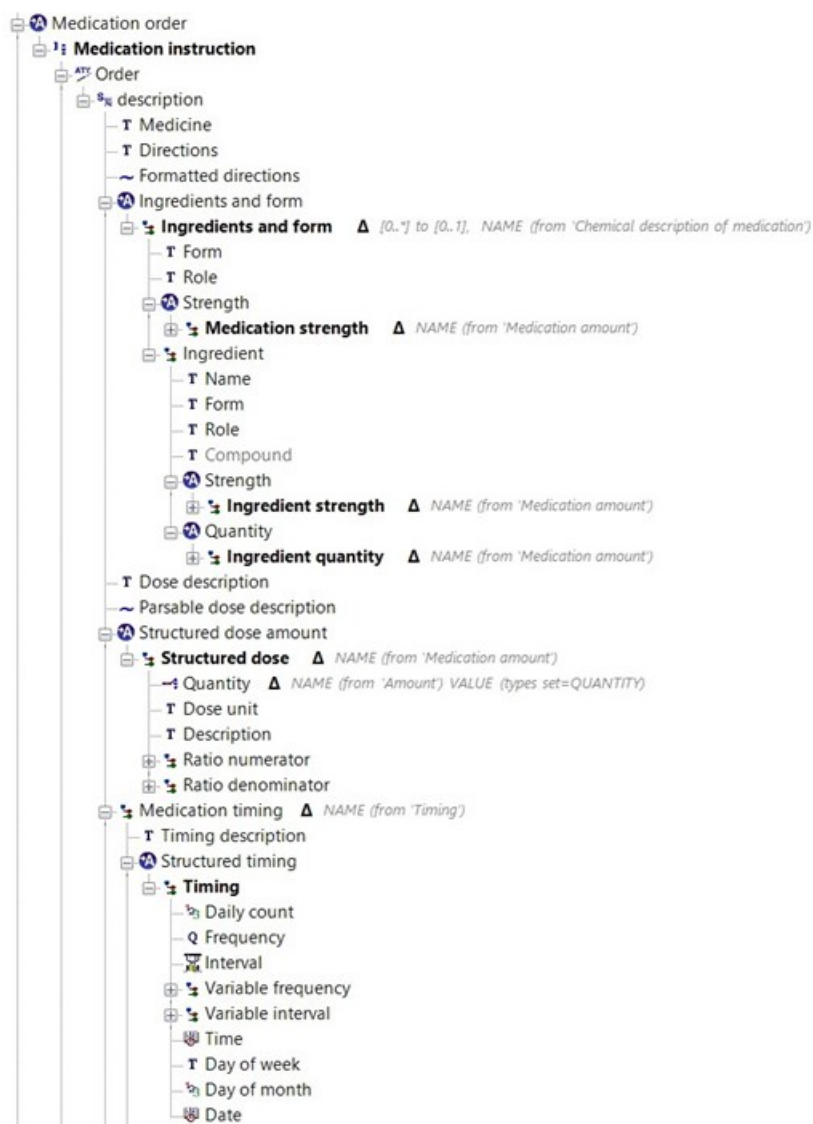 Medication order
Medication instruction
Order
description
T Medicine
T Directions
Formatted directions
Ingredients and form
Ingredients and form Δ [0..*] to [0..1], NAME (from 'Chemical description of medication')
T Form
T Role
Strength
Medication strength Δ NAME (from 'Medication amount')
Ingredient
T Name
T Form
T Role
T Compound
Strength
Ingredient strength Δ NAME (from 'Medication amount')
Quantity
Ingredient quantity Δ NAME (from 'Medication amount')
T Dose description
Parsable dose description
Structured dose amount
Structured dose Δ NAME (from 'Medication amount')
Quantity Δ NAME (from 'Amount') VALUE (types set=QUANTITY)
T Dose unit
T Description
Ratio numerator
Ratio denominator
Medication timing Δ NAME (from 'Timing')
T Timing description
Structured timing
Timing
Daily count
Q Frequency
Interval
Variable frequency
Variable interval
Time
T Day of week
Day of month
Date